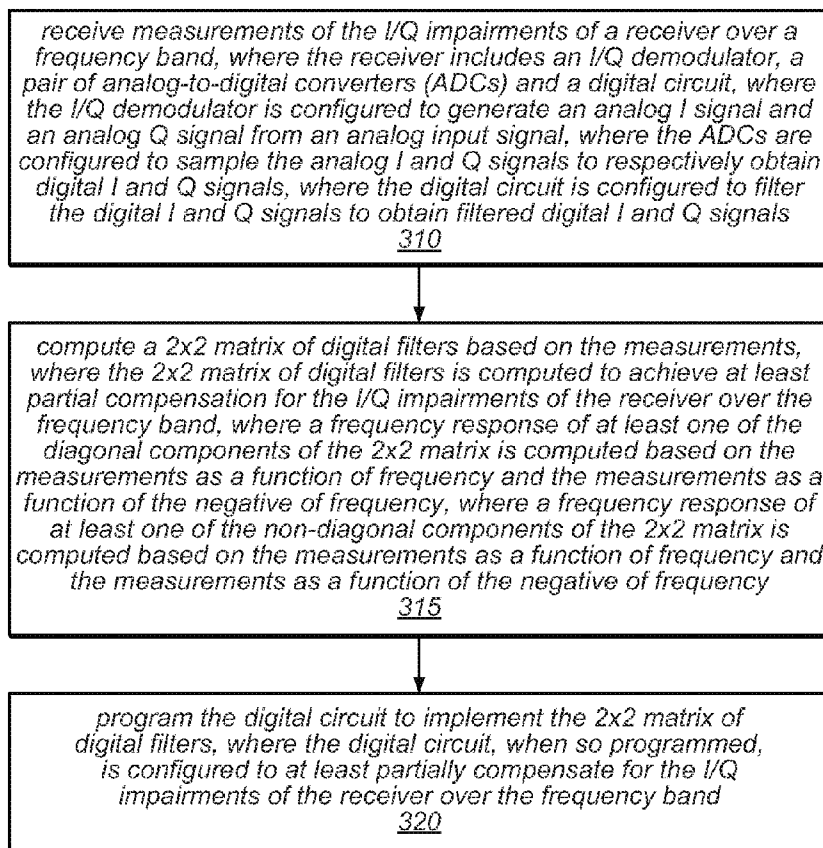 receive measurements of the I/Q impairments of a receiver over a
frequency band, where the receiver includes an I/Q demodulator, a
pair of analog-to-digital converters (ADCs) and a digital circuit, where
the I/Q demodulator is configured to generate an analog I signal and
an analog Q signal from an analog input signal, where the ADCs are
configured to sample the analog I and Q signals to respectively obtain
digital I and Q signals, where the digital circuit is configured to filter
the digital I and Q signals to obtain filtered digital I and Q signals
310
compute a 2x2 matrix of digital filters based on the measurements,
where the 2x2 matrix of digital filters is computed to achieve at least
partial compensation for the I/Q impairments of the receiver over the
frequency band, where a frequency response of at least one of the
diagonal components of the 2x2 matrix is computed based on the
measurements as a function of frequency and the measurements as a
function of the negative of frequency, where a frequency response of
at least one of the non-diagonal components of the 2x2 matrix is
computed based on the measurements as a function of frequency and
the measurements as a function of the negative of frequency
315
program the digital circuit to implement the 2x2 matrix of
digital filters, where the digital circuit, when so programmed,
is configured to at least partially compensate for the I/Q
impairments of the receiver over the frequency band
320